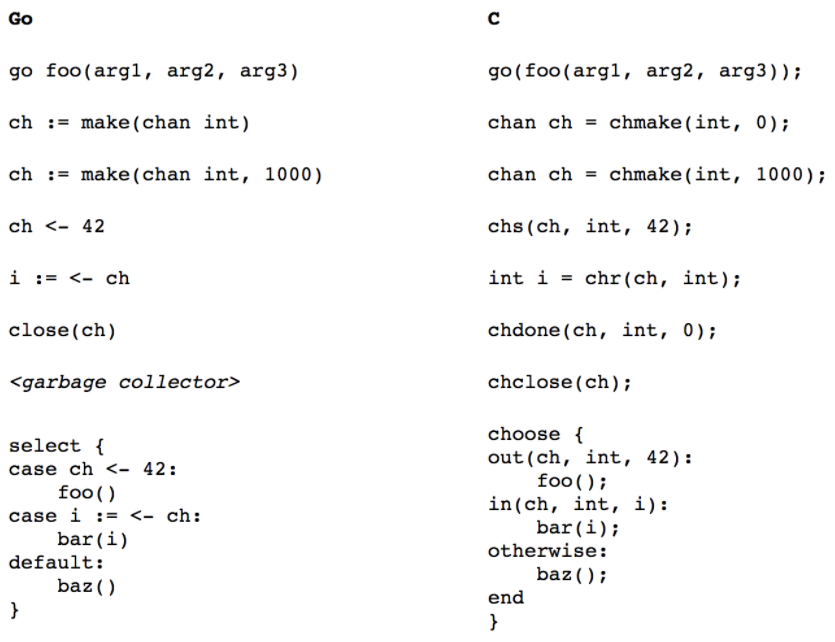 Go
go foo(arg1, arg2, arg3)
ch := make(chan int)
ch := make(chan int, 1000)
ch <- 42
i := <- ch
close(ch)
<garbage collector>
select {
case ch <- 42:
    foo()
case i := <- ch:
    bar(i)
default:
    baz()
}
C
go(foo(arg1, arg2, arg3));
chan ch = chmake(int, 0);
chan ch = chmake(int, 1000);
chs(ch, int, 42);
int i = chr(ch, int);
chdone(ch, int, 0);
chclose(ch);
choose {
out(ch, int, 42):
    foo();
in(ch, int, i):
    bar(i);
otherwise:
    baz();
end
}